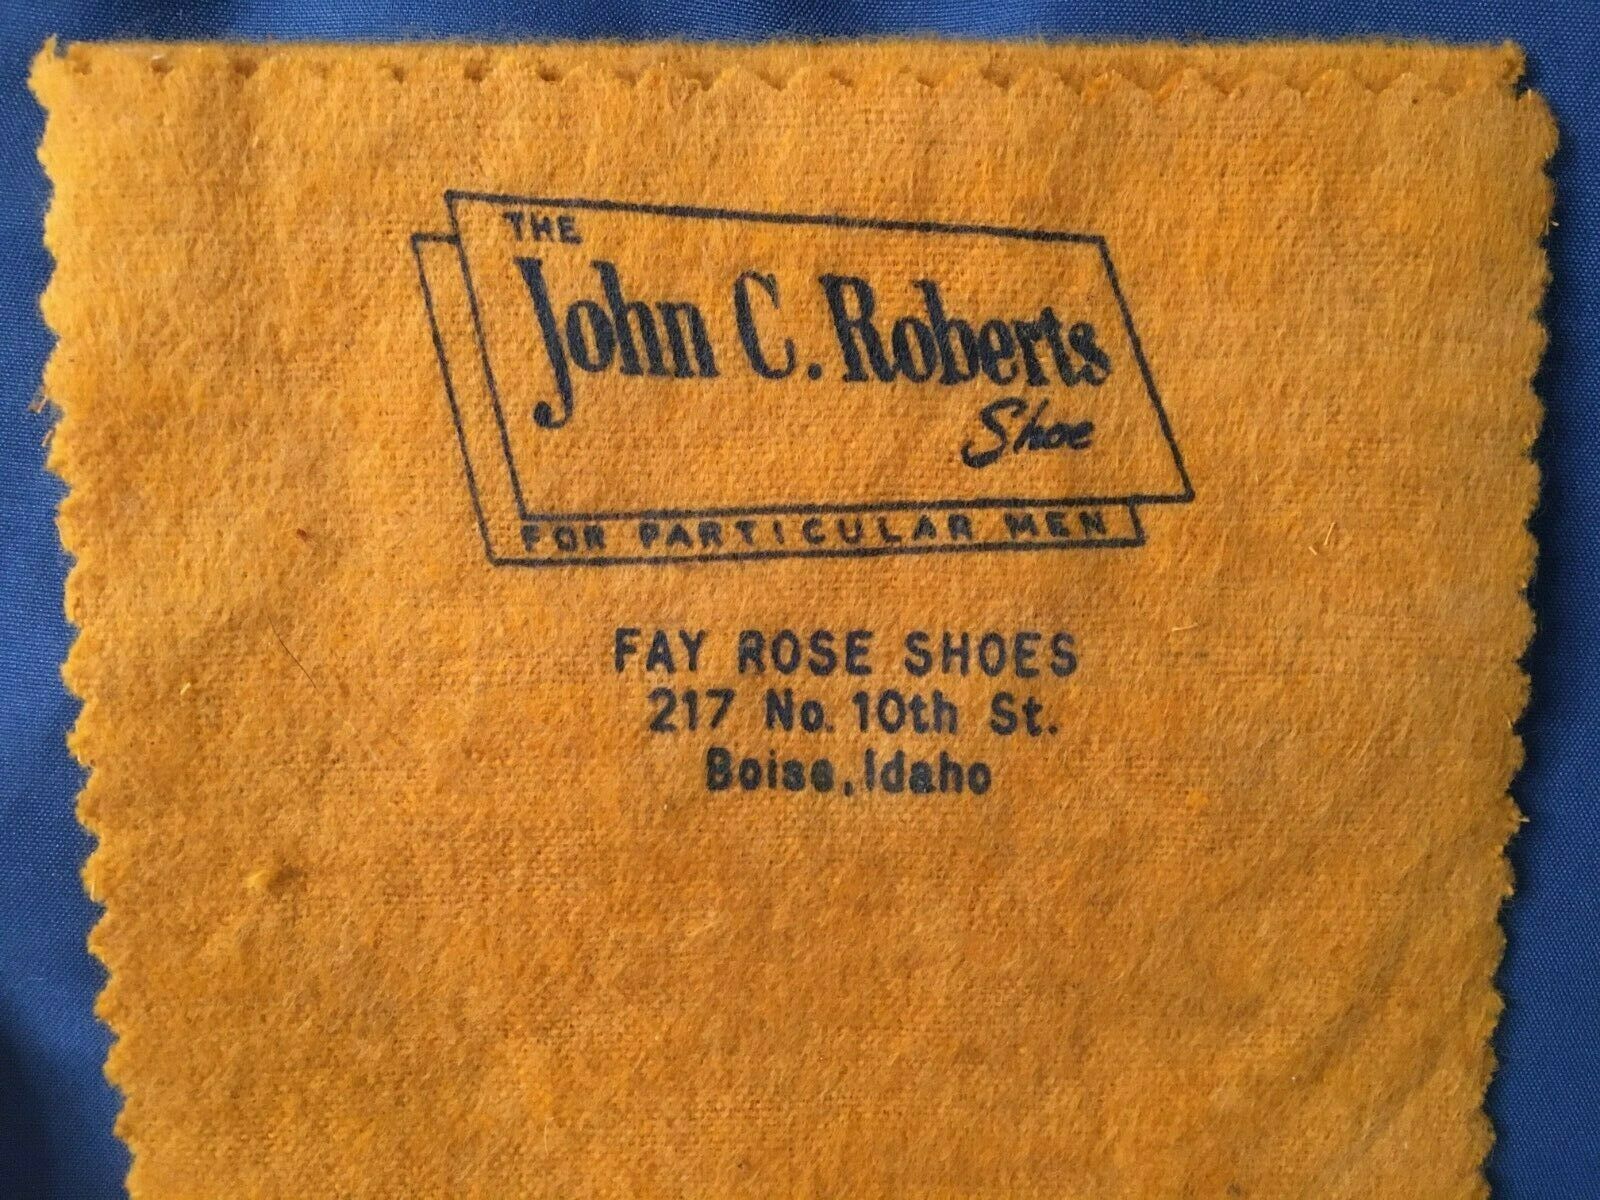 THE
John C. Roberts
Shoe
FOR PARTICULAR MEN
FAY ROSE SHOES
217 No. 10th St.
Boise, Idaho